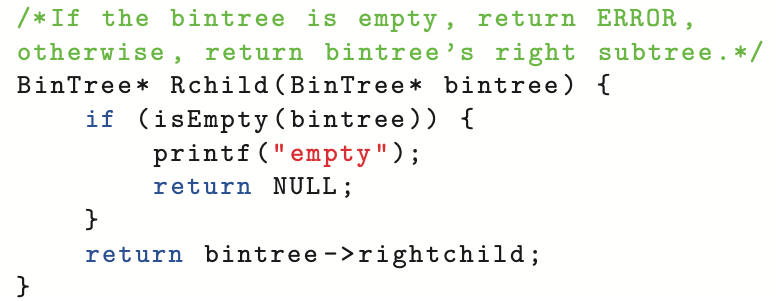 /*If the bintree is empty, return ERROR,
otherwise, return bintree's right subtree.*/
BinTree* Rchild(BinTree* bintree) {
    if (isEmpty(bintree)) {
        printf("empty");
        return NULL;
    }
    return bintree->rightchild;
}